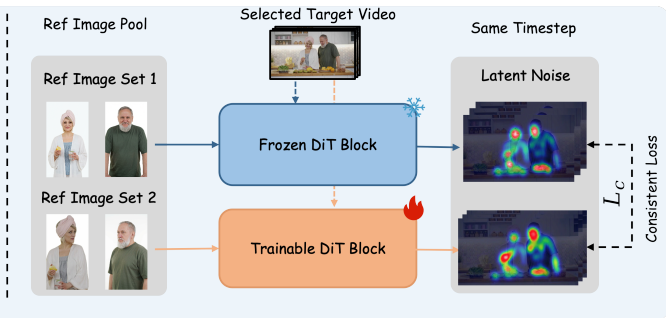 Ref Image Pool
Selected Target Video
Same Timestep
Ref Image Set 1
Latent Noise
Frozen DiT Block
Ref Image Set 2
Trainable DiT Block
L_C
Consistent Loss